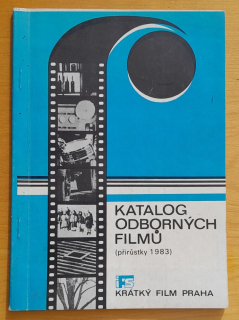 KATALOG
ODBORNÝCH
FILMŮ
(přírůstky 1983)
KRÁTKÝ FILM PRAHA